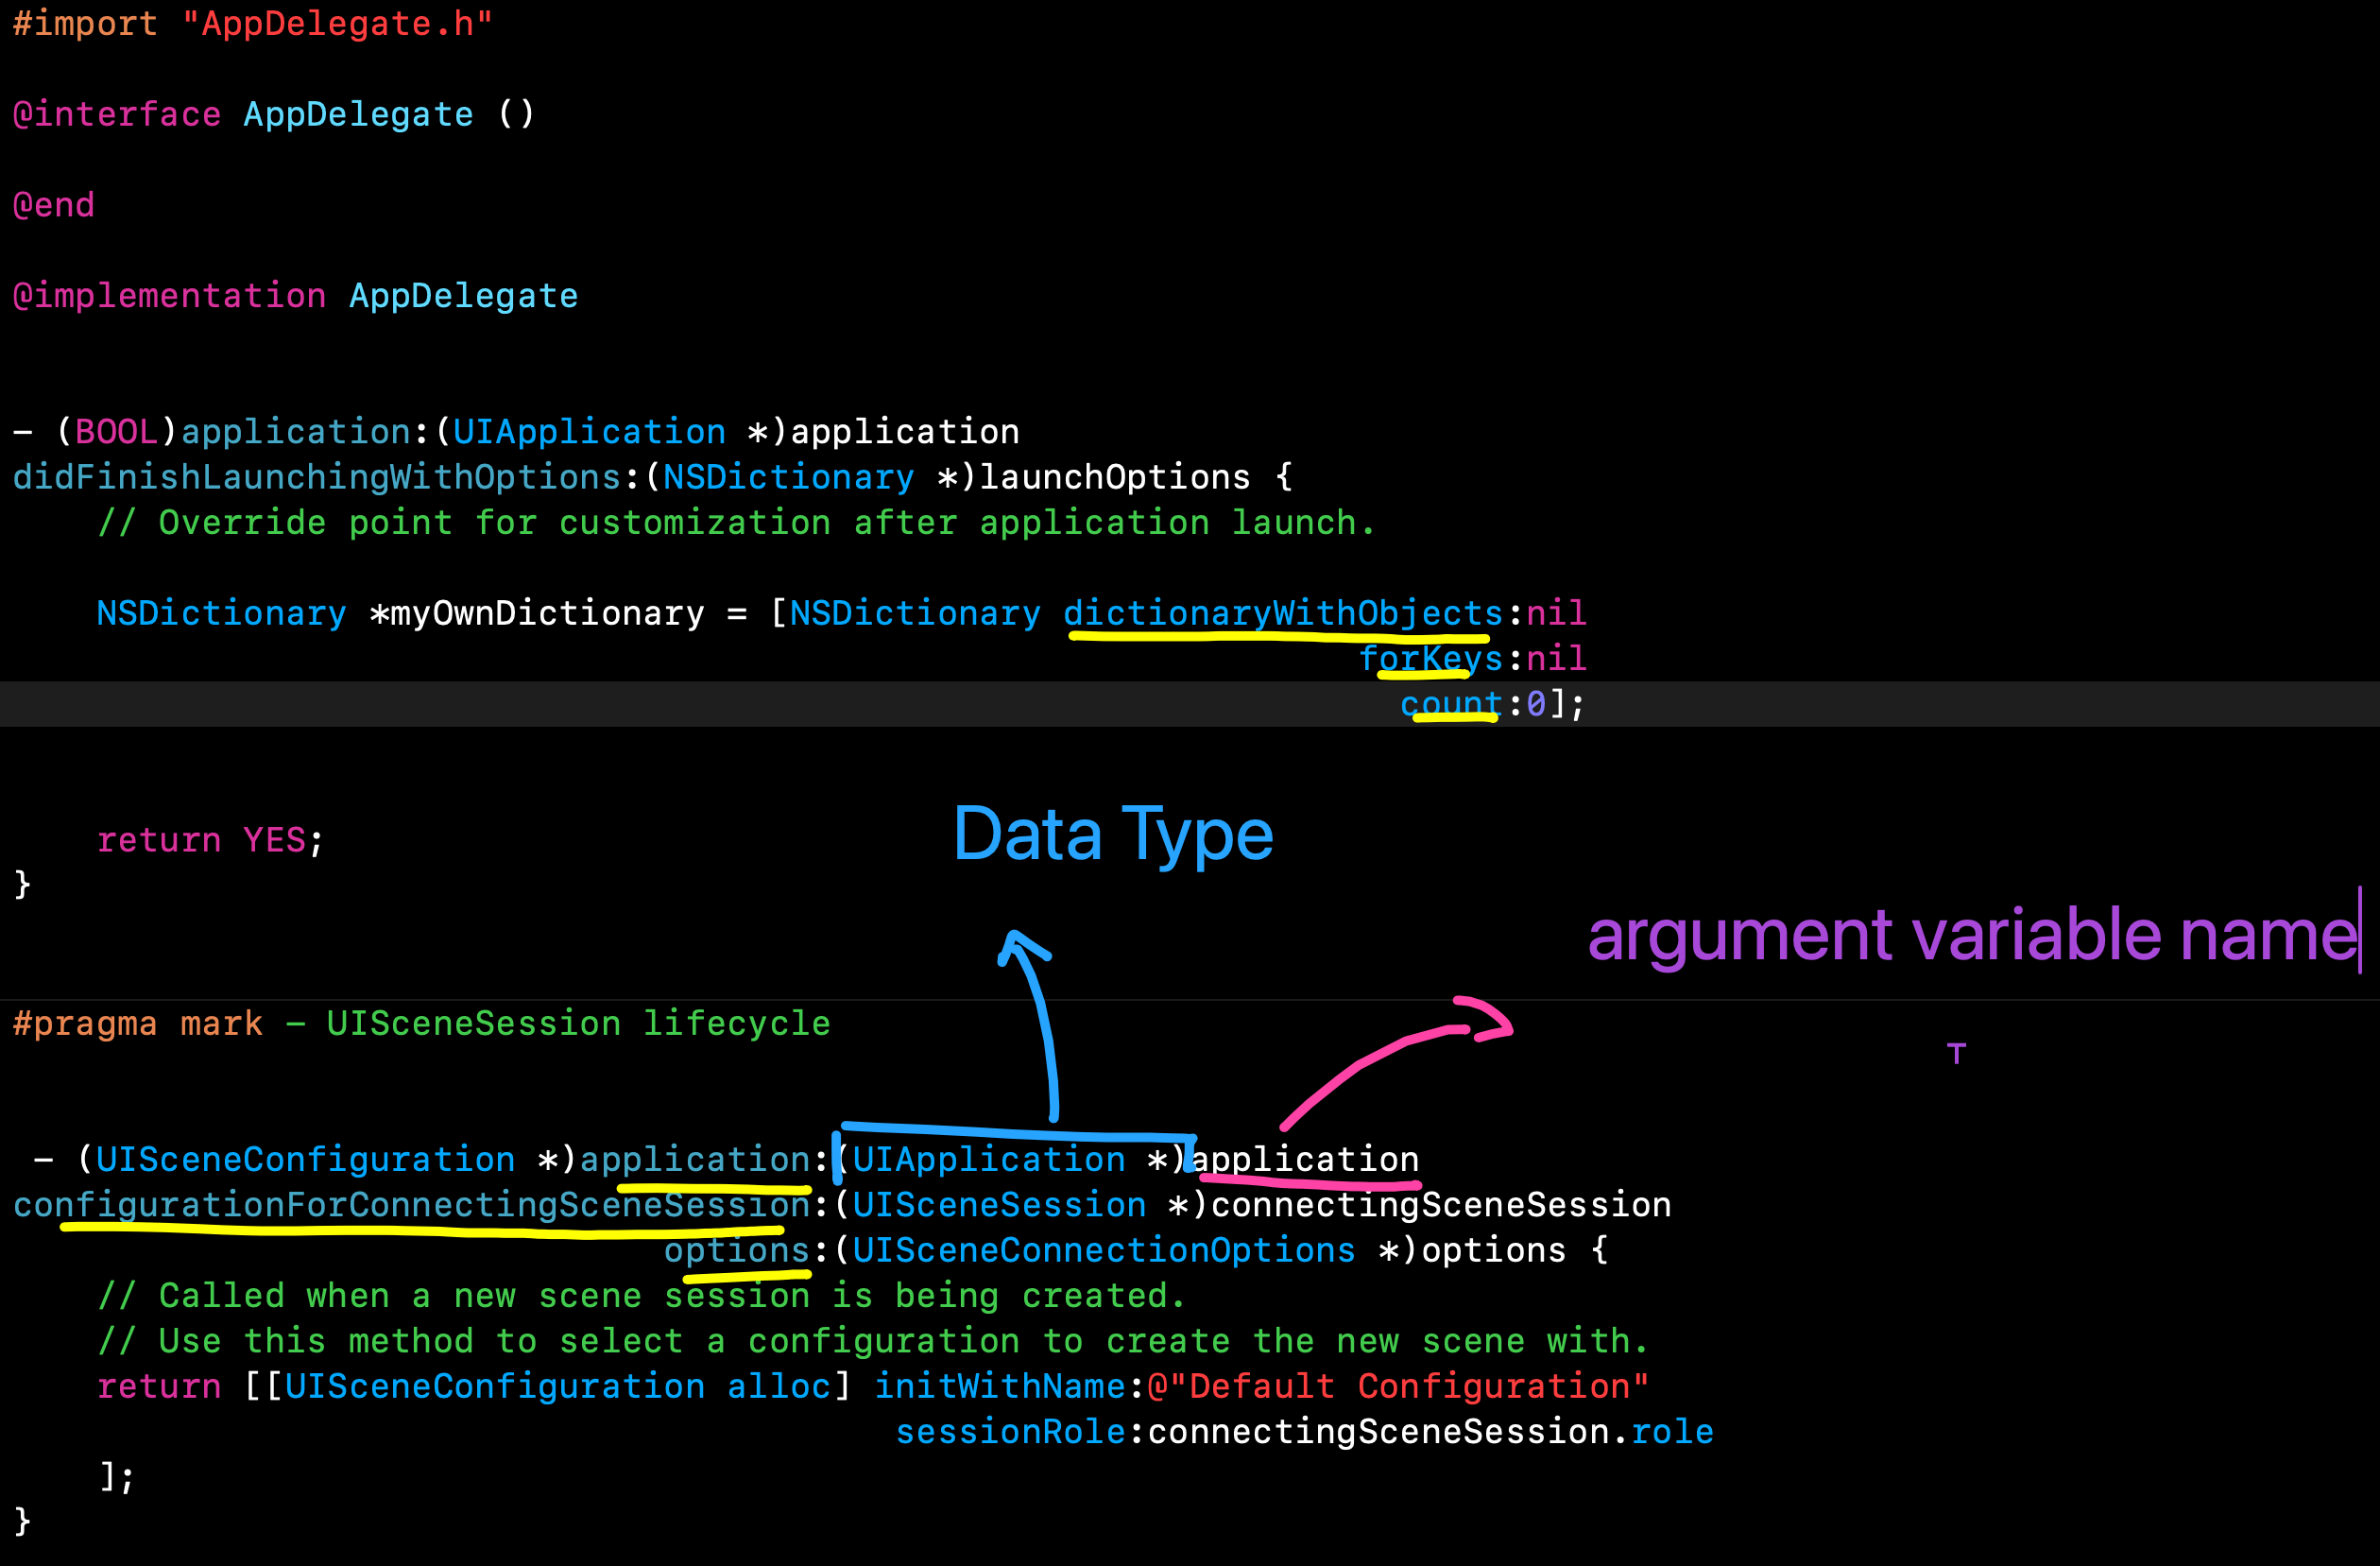 #import "AppDelegate.h"
@interface AppDelegate ()
@end
@implementation AppDelegate
- (BOOL)application:(UIApplication *)application
didFinishLaunchingWithOptions:(NSDictionary *)launchOptions {
// Override point for customization after application launch.
NSDictionary *myOwnDictionary = [NSDictionary dictionaryWithObjects:nil
forKeys:nil
count:0];
return YES;
}
Data Type
argument variable name
#pragma mark - UISceneSession lifecycle
T
- (UISceneConfiguration *)application:(UIApplication *)application
configurationForConnectingSceneSession:(UISceneSession *)connectingSceneSession
options:(UISceneConnectionOptions *)options {
// Called when a new scene session is being created.
// Use this method to select a configuration to create the new scene with.
return [[UISceneConfiguration alloc] initWithName:@"Default Configuration"
sessionRole:connectingSceneSession.role
];
}